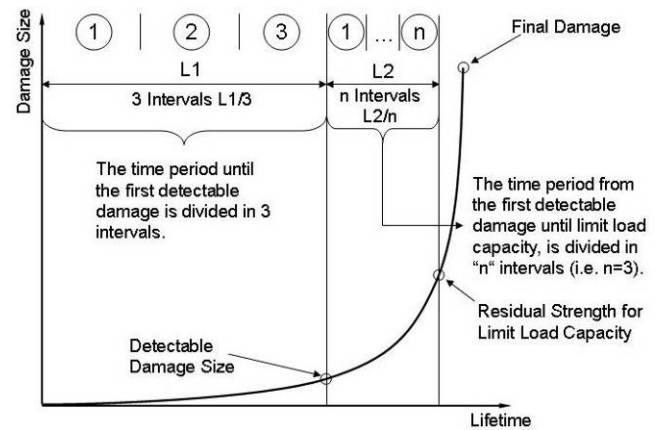 Damage Size
1
2
3
1
...
n
L1
3 Intervals L1/3
L2
n Intervals
L2/n
Final Damage
The time period until
the first detectable
damage is divided in 3
intervals.
The time period from
the first detectable
damage until limit load
capacity, is divided in
“n“ intervals (i.e. n=3).
Residual Strength for
Limit Load Capacity
Detectable
Damage Size
Lifetime